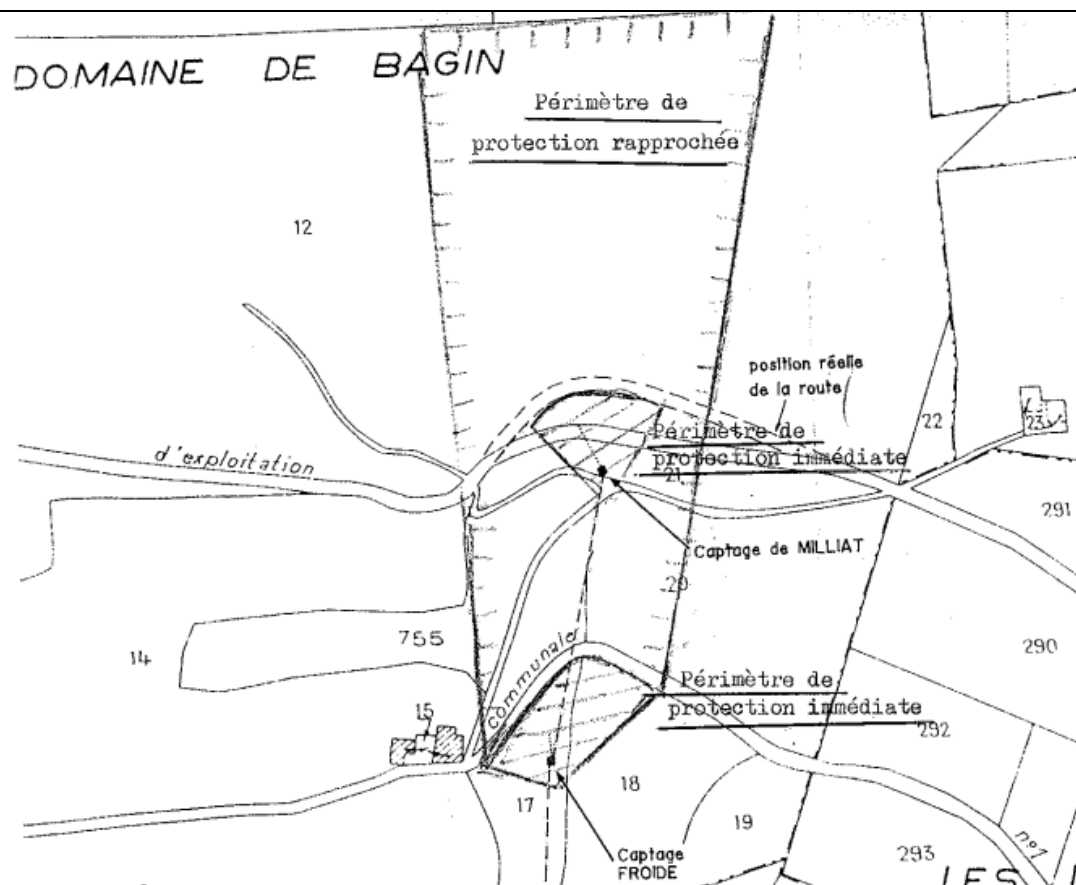 DOMAINE DE BAGIN
Périmètre de
protection rapprochée
12
position réelle
de la route
22
23
d'exploitation
Périmètre de
protection immédiate
21
291
Captage de MILLIAT
20
14
755
communale
290
Périmètre de
protection immédiate
292
15
18
17
19
n°1
293
Captage
FROIDE
LES